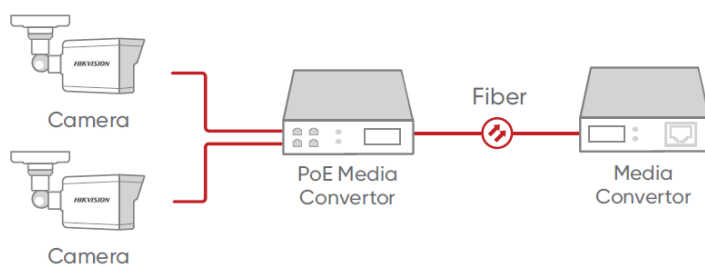 HIKVISION
Camera
HIKVISION
Camera
PoE Media
Convertor
Fiber
Media
Convertor